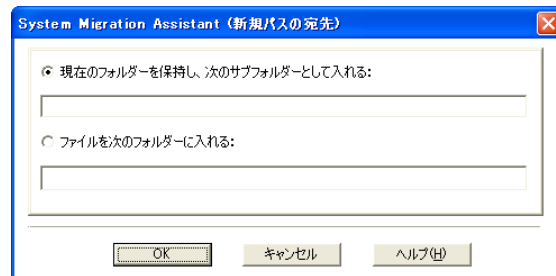 System Migration Assistant (新規パスの宛先)
現在のフォルダーを保持し、次のサブフォルダーとして入れる:
ファイルを次のフォルダーに入れる:
OK キャンセル ヘルプ(H)